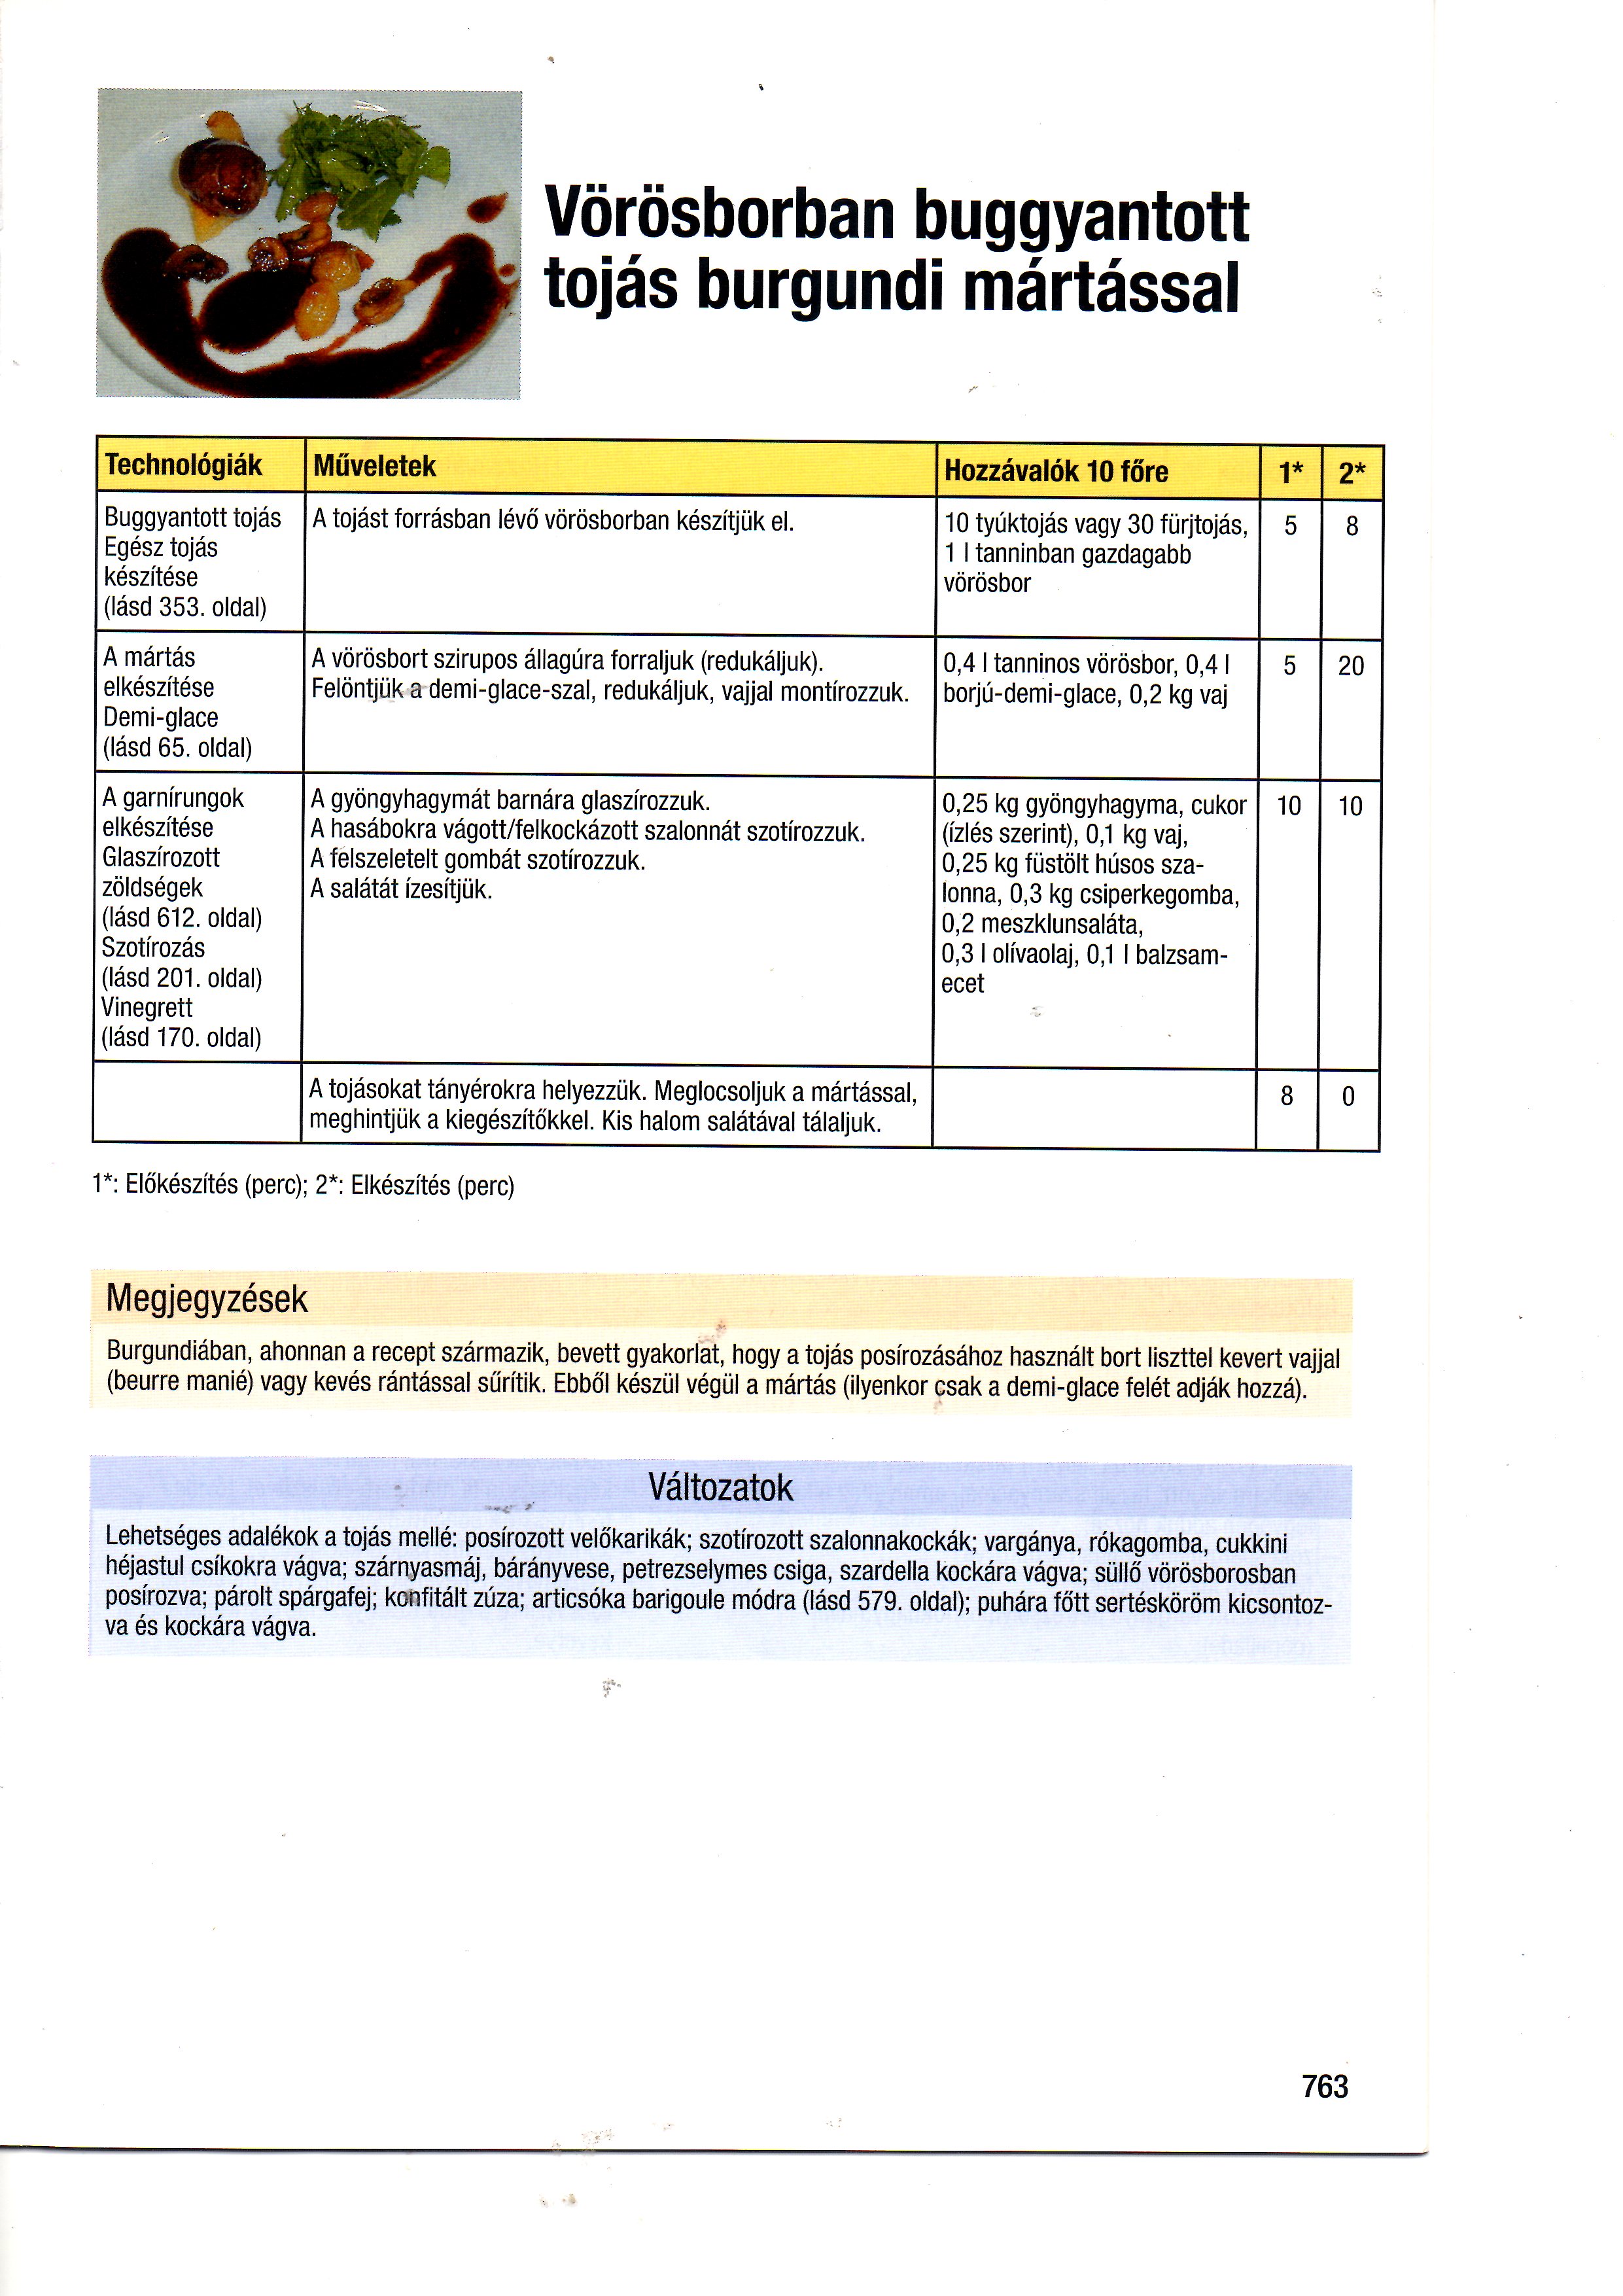 Vörösborban buggyantott
tojás burgundi mártással
Technológiák
Műveletek
Hozzávalók 10 főre
1*
2*
Buggyantott tojás
Egész tojás
készítése
(lásd 353. oldal)
A tojást forrásban lévő vörösborban készítjük el.
10 tyúktojás vagy 30 fürjtojás,
1 l tanninban gazdagabb
vörösbor
5
8
A mártás
elkészítése
Demi-glace
(lásd 65. oldal)
A vörösbort szirupos állagúra forraljuk (redukáljuk).
Felöntjük a demi-glace-szal, redukáljuk, vajjal montírozzuk.
0,4 l tanninos vörösbor, 0,4 l
borjú-demi-glace, 0,2 kg vaj
5
20
A garnírungok
elkészítése
Glaszírozott
zöldségek
(lásd 612. oldal)
Szotírozás
(lásd 201. oldal)
Vinegrett
(lásd 170. oldal)
A gyöngyhagymát barnára glaszírozzuk.
A hasábokra vágott/felkockázott szalonnát szotírozzuk.
A felszeletelt gombát szotírozzuk.
A salátát ízesítjük.
0,25 kg gyöngyhagyma, cukor
(ízlés szerint), 0,1 kg vaj,
0,25 kg füstölt húsos sza-
lonna, 0,3 kg csiperkegomba,
0,2 meszklunsaláta,
0,3 l olívaolaj, 0,1 l balzsam-
ecet
10
10
A tojásokat tányérokra helyezzük. Meglocsoljuk a mártással,
meghintjük a kiegészítőkkel. Kis halom salátával tálaljuk.
8
0
1*: Előkészítés (perc); 2*: Elkészítés (perc)
Megjegyzések
Burgundiában, ahonnan a recept származik, bevett gyakorlat, hogy a tojás posírozásához használt bort liszttel kevert vajjal
(beurre manié) vagy kevés rántással sűrítik. Ebből készül végül a mártás (ilyenkor csak a demi-glace felét adják hozzá).
Változatok
Lehetséges adalékok a tojás mellé: posírozott velőkarikák; szotírozott szalonnakockák; vargánya, rókagomba, cukkini
héjastul csíkokra vágva; szárnyasmáj, bárányvese, petrezselymes csiga, szardella kockára vágva; süllő vörösborosban
posírozva; párolt spárgafej; konfitált zúza; articsóka barigoule módra (lásd 579. oldal); puhára főtt sertésköröm kicsontoz-
va és kockára vágva.
763